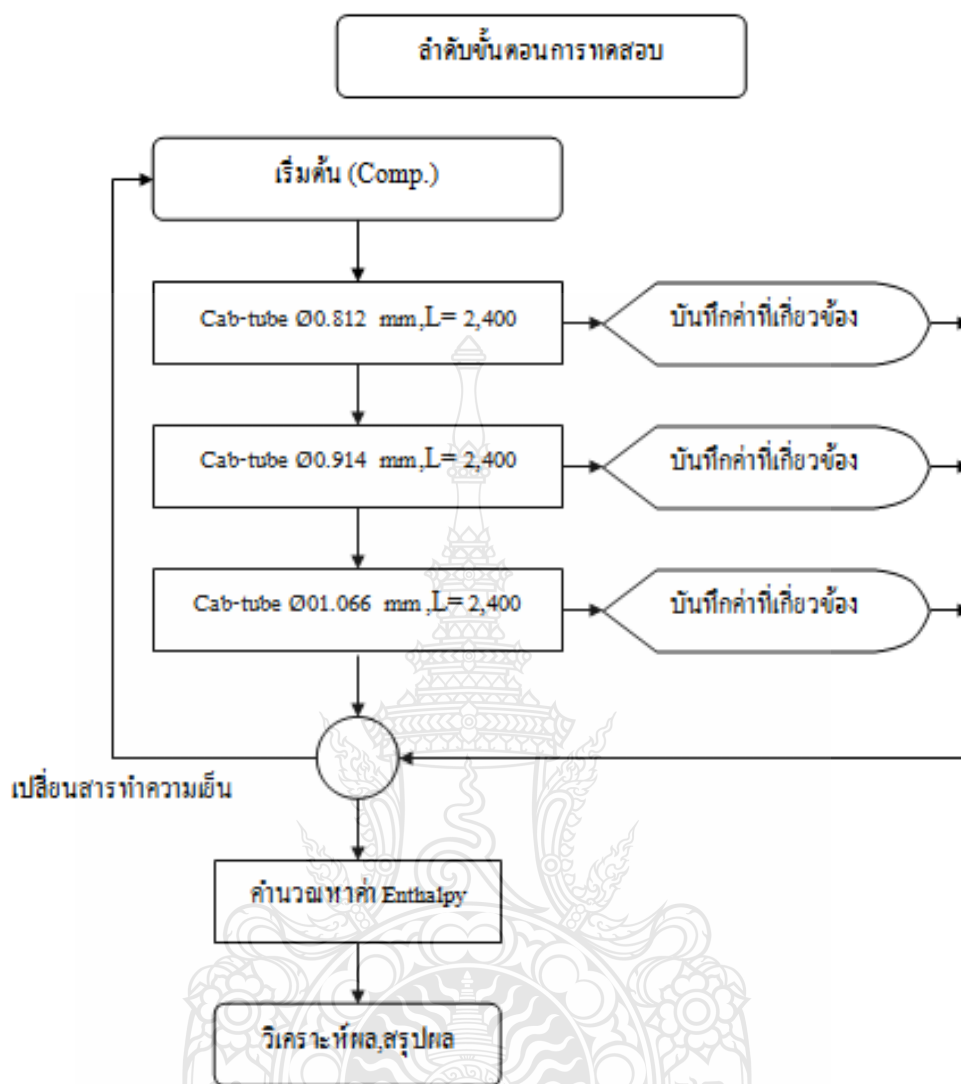 ลำดับขั้นตอนการทดสอบ
เริ่มต้น (Comp.)
Cab-tube Ø0.812 mm,L= 2,400
บันทึกค่าที่เกี่ยวข้อง
Cab-tube Ø0.914 mm,L= 2,400
บันทึกค่าที่เกี่ยวข้อง
Cab-tube Ø01.066 mm,L= 2,400
บันทึกค่าที่เกี่ยวข้อง
เปลี่ยนสารทำความเย็น
คำนวณหาค่า Enthalpy
วิเคราะห์ผล,สรุปผล